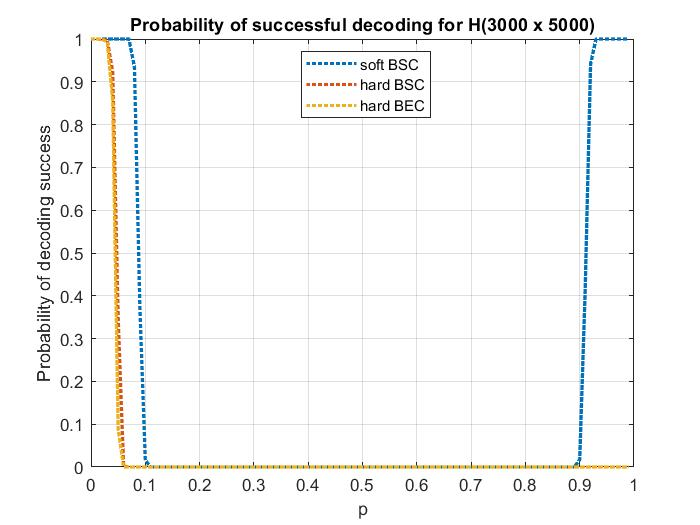 Probability of successful decoding for H(3000 x 5000)
soft BSC
hard BSC
hard BEC
Probability of decoding success
1
0.9
0.8
0.7
0.6
0.5
0.4
0.3
0.2
0.1
0
0 0.1 0.2 0.3 0.4 0.5 0.6 0.7 0.8 0.9 1
p